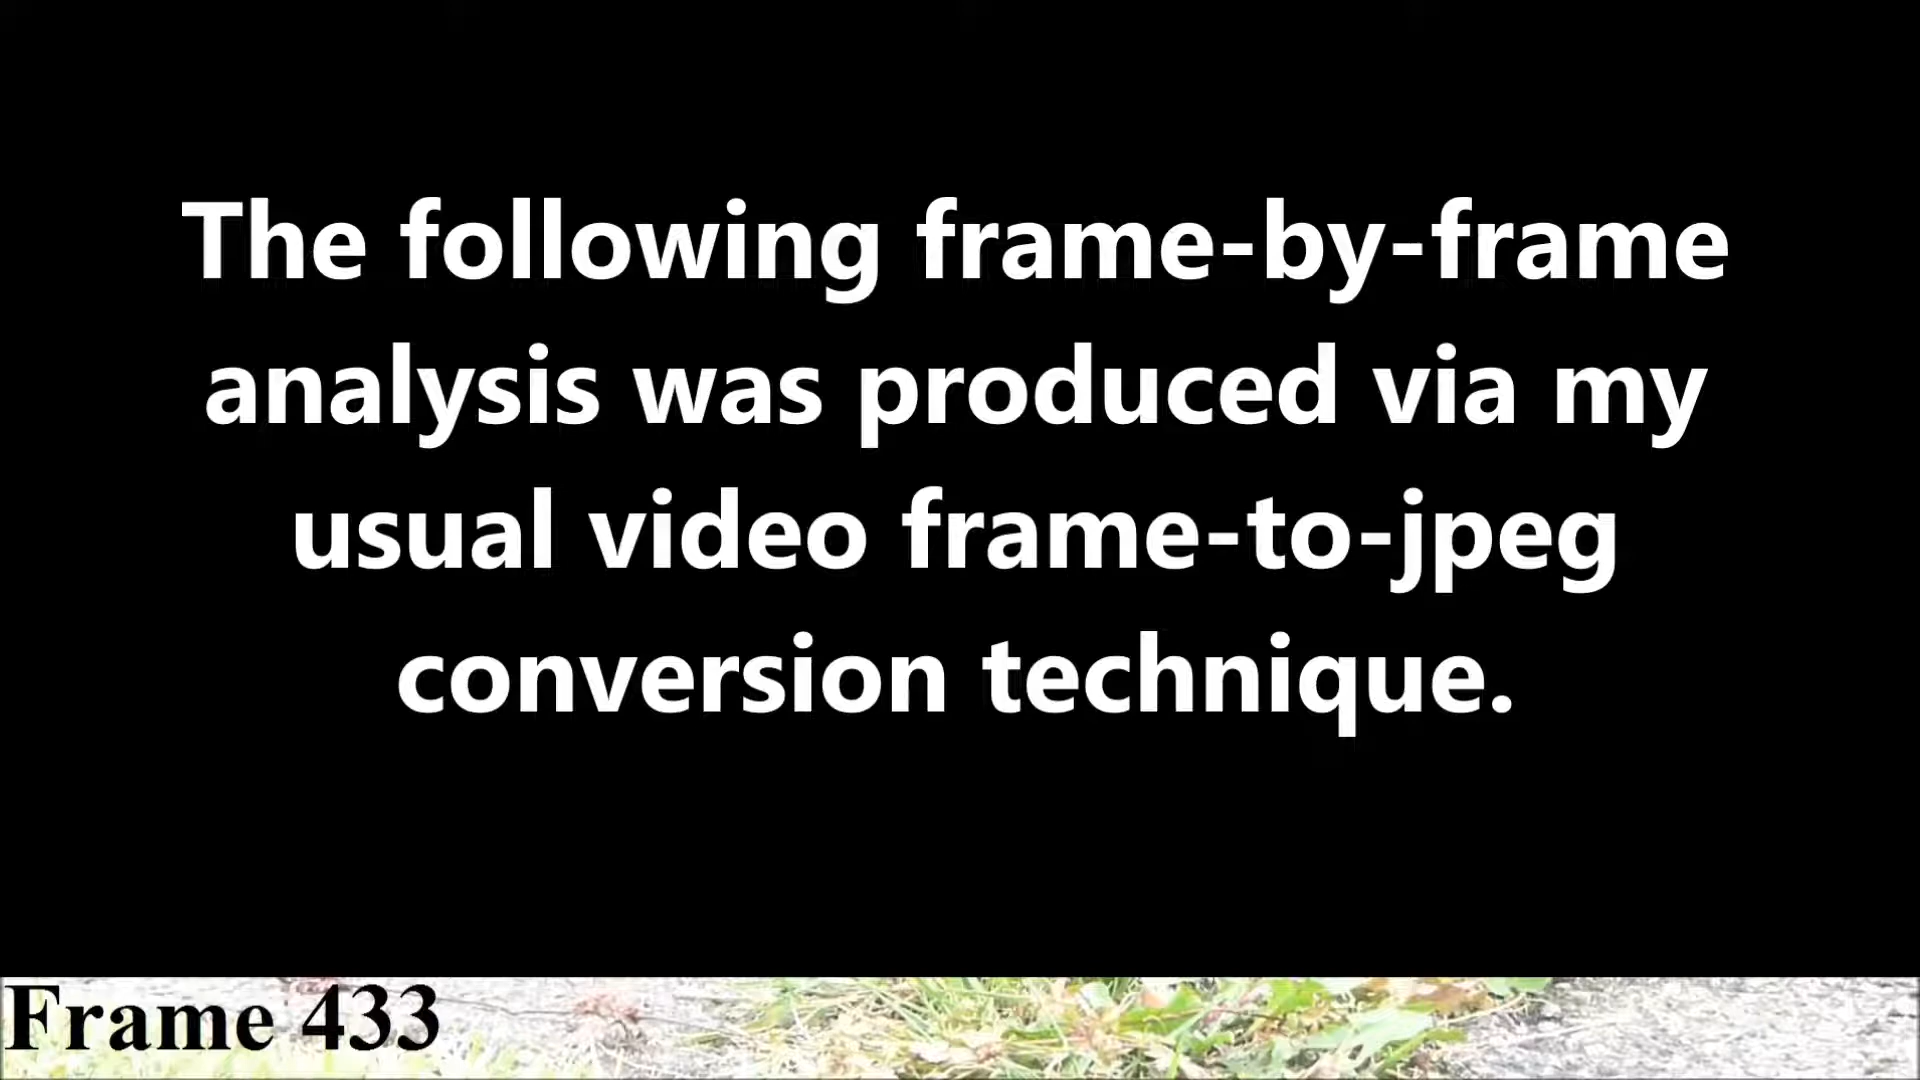 The following frame-by-frame
analysis was produced via my
usual video frame-to-jpeg
conversion technique.
Frame 433